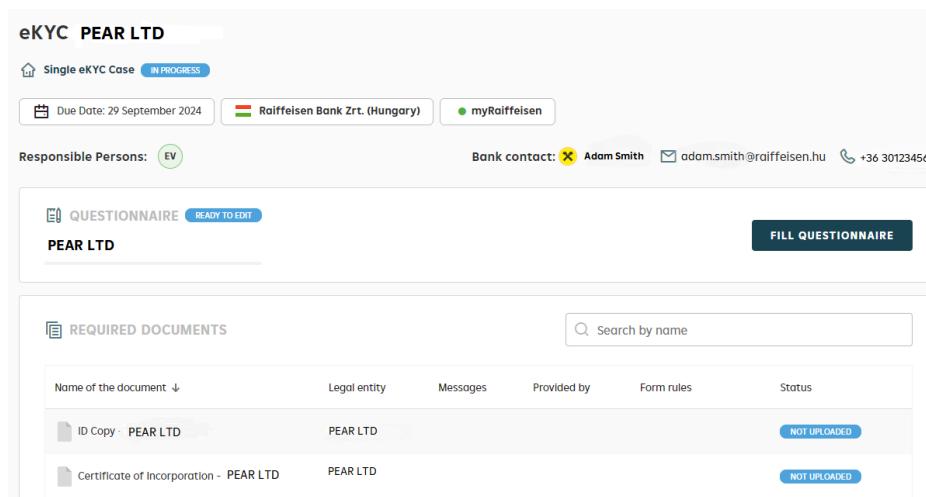 eKYC PEAR LTD
Single eKYC Case IN PROGRESS
Due Date: 29 September 2024 Raiffeisen Bank Zrt. (Hungary) myRaiffeisen
Responsible Persons: EV Bank contact: Adam Smith adam.smith@raiffeisen.hu +36 30123456
QUESTIONNAIRE READY TO EDIT
PEAR LTD
FILL QUESTIONNAIRE
REQUIRED DOCUMENTS Search by name
Name of the document ↓ Legal entity Messages Provided by Form rules Status
ID Copy - PEAR LTD PEAR LTD NOT UPLOADED
Certificate of Incorporation - PEAR LTD PEAR LTD NOT UPLOADED